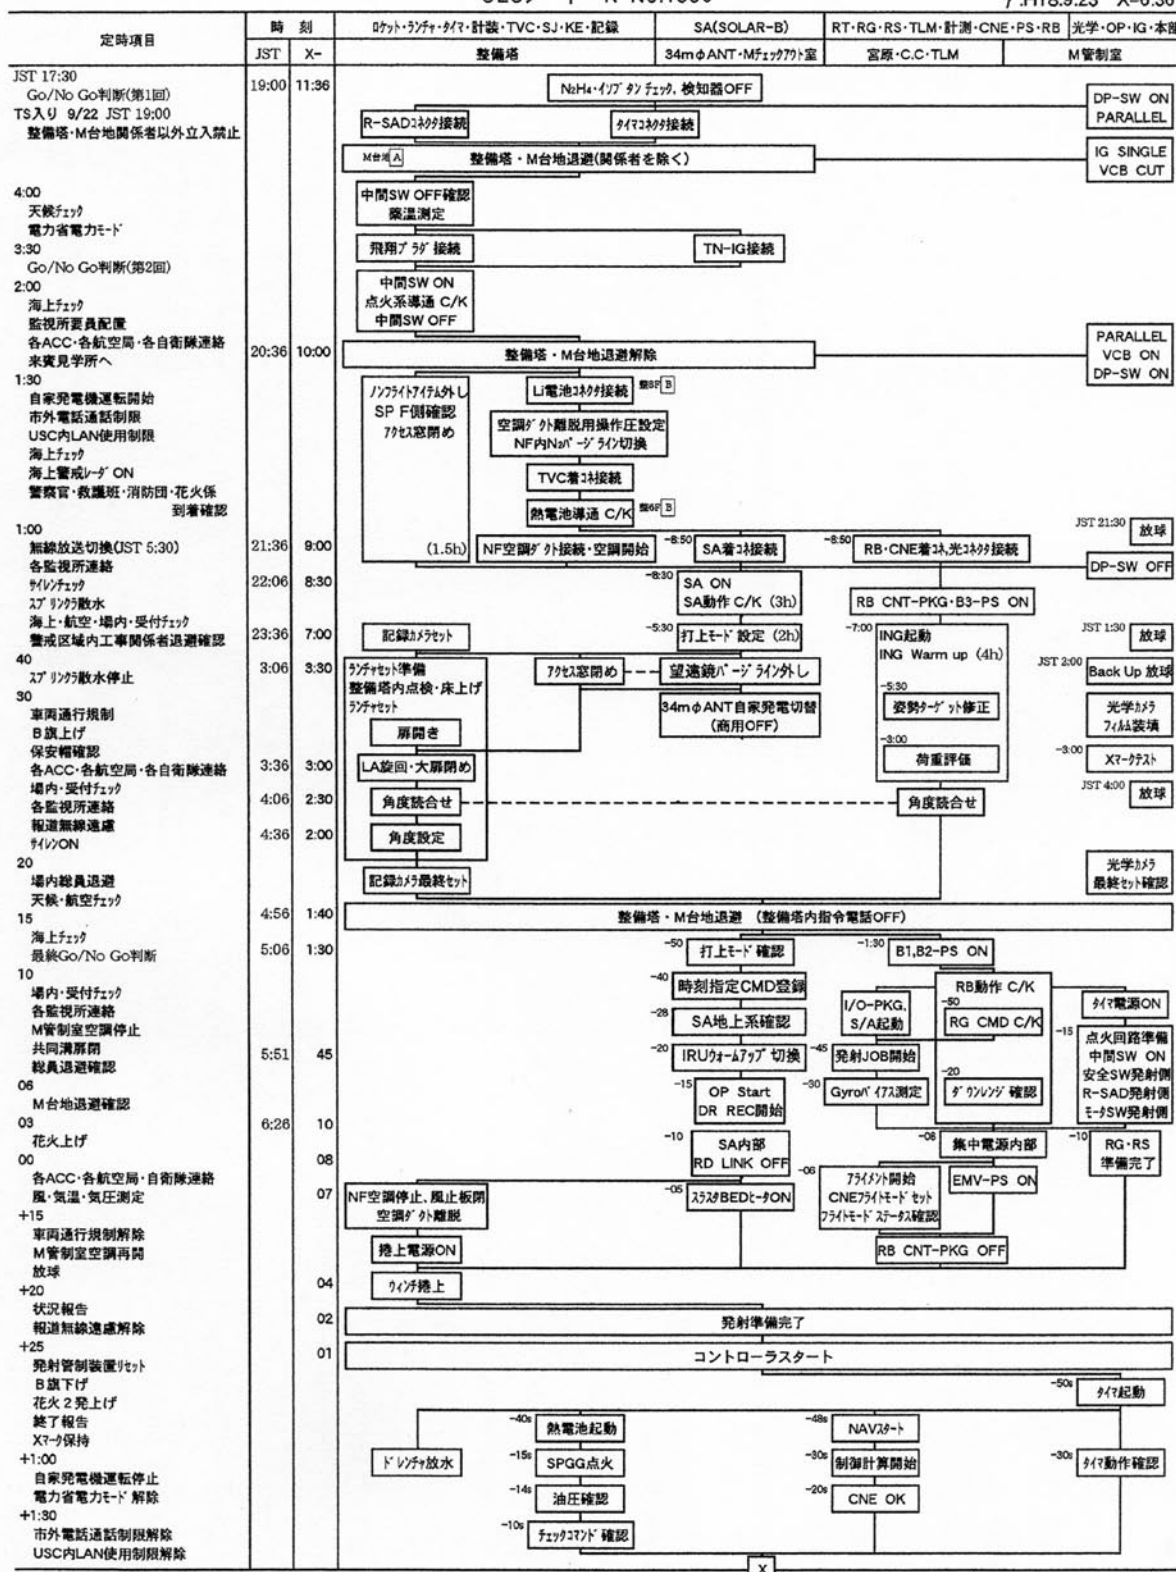 H18.9.23 X=6:36
定時項目
時 刻
JST X-
ロケット・ランチャ・タイマ・計装・TVC・SJ・KE・記録
SA(SOLAR-B)
RT・RG・RS・TLM・計測・CNE・PS・RB
光学・OP・IG・本部
整備塔
34mφANT・Mチェックアウト室
宮原・C.C・TLM
M管制室
JST 17:30
Go/No Go判断(第1回)
TS入り 9/22 JST 19:00
整備塔・M台地関係者以外立入禁止
4:00
天候チェック
電力省電力モード
3:30
Go/No Go判断(第2回)
2:00
海上チェック
監視所要員配置
各ACC・各航空局・各自衛隊連絡
来賓見学所へ
1:30
自家発電機運転開始
市外電話通話制限
USC内LAN使用制限
海上チェック
海上警戒レーダON
警察官・救護班・消防団・花火係
到着確認
1:00
無線放送切換(JST 5:30)
各監視所連絡
サイレンチェック
スプリンクラ散水
海上・航空・場内・受付チェック
警戒区域内工事関係者退避確認
40
スプリンクラ散水停止
30
車両通行規制
B旗上げ
保安帽確認
各ACC・各航空局・各自衛隊連絡
場内・受付チェック
各監視所連絡
報道無線遠慮
サイレンON
20
場内総員退避
天候・航空チェック
15
海上チェック
最終Go/No Go判断
10
場内・受付チェック
各監視所連絡
M管制室空調停止
共同溝扉閉
総員退避確認
06
M台地退避確認
03
花火上げ
00
各ACC・各航空局・自衛隊連絡
風・気温・気圧測定
+15
車両通行規制解除
M管制室空調再開
放球
+20
状況報告
報道無線遠慮解除
+25
発射管制装置リセット
B旗下げ
花火2発上げ
終了報告
Xマーク保持
+1:00
自家発電機運転停止
電力省電力モード解除
+1:30
市外電話通話制限解除
USC内LAN使用制限解除
19:00 11:36
20:36 10:00
21:36 9:00
22:06 8:30
23:36 7:00
3:06 3:30
3:36 3:00
4:06 2:30
4:36 2:00
4:56 1:40
5:06 1:30
5:51 45
6:26 10
08
07
04
02
01
N₂H₄・イソプタンチェック, 検知器OFF
DP-SW ON
PARALLEL
R-SADコネクタ接続
タイマコネクタ接続
M台地 A
整備塔・M台地退避(関係者を除く)
IG SINGLE
VCB CUT
中間SW OFF確認
薬温測定
飛翔プラグ接続
TN-IG接続
中間SW ON
点火系導通 C/K
中間SW OFF
整備塔・M台地退避解除
PARALLEL
VCB ON
DP-SW ON
ノンフライトアイテム外し
SP F側確認
アクセス窓閉め
(1.5h)
Li電池コネクタ接続
整8F B
空調ダクト離脱用操作圧設定
NF内N₂パージライン切換
TVC着コネ接続
熱電池導通 C/K
整6F B
NF空調ダクト接続・空調開始
-8:50
SA着コネ接続
-8:50
RB・CNE着コネ,光コネクタ接続
JST 21:30
放球
DP-SW OFF
-8:30
SA ON
SA動作 C/K (3h)
RB CNT-PKG・B3-PS ON
記録カメラセット
-5:30
打上モード設定 (2h)
-7:00
ING起動
ING Warm up (4h)
-5:30
姿勢ターゲット修正
-3:00
荷重評価
JST 1:30
放球
JST 2:00
Back Up 放球
光学カメラ
フィルム装填
-3:00
Xマークテスト
JST 4:00
放球
ランチャセット準備
整備塔内点検・床上げ
ランチャセット
扉開き
アクセス窓閉め
望遠鏡パージライン外し
34mφANT自家発電切替
(商用OFF)
LA旋回・大扉閉め
角度読合せ
角度読合せ
角度設定
記録カメラ最終セット
光学カメラ
最終セット確認
整備塔・M台地退避 (整備塔内指令電話OFF)
-50
打上モード確認
-40
時刻指定CMD登録
-28
SA地上系確認
-20
IRUウォームアップ切換
-15
OP Start
DR REC開始
-10
SA内部
RD LINK OFF
-05
スラスタBEDヒータON
-1:30
B1,B2-PS ON
I/O-PKG,
S/A起動
-45
発射JOB開始
-30
Gyroバイアス測定
RB動作 C/K
-50
RG CMD C/K
-20
ダウンレンジ確認
タイマ電源ON
-15
点火回路準備
中間SW ON
安全SW発射側
R-SAD発射側
モータSW発射側
-08
集中電源内部
-10
RG・RS
準備完了
-06
アライメント開始
CNEフライトモードセット
フライトモードステータス確認
EMV-PS ON
RB CNT-PKG OFF
NF空調停止、風止板閉
空調ダクト離脱
捲上電源ON
ウィンチ捲上
発射準備完了
コントローラスタート
-50s
タイマ起動
-40s
熱電池起動
-48s
NAVスタート
ドレンチャ放水
-15s
SPGG点火
-30s
制御計算開始
-30s
タイマ動作確認
-14s
油圧確認
-20s
CNE OK
-10s
チェックコマンド確認
X